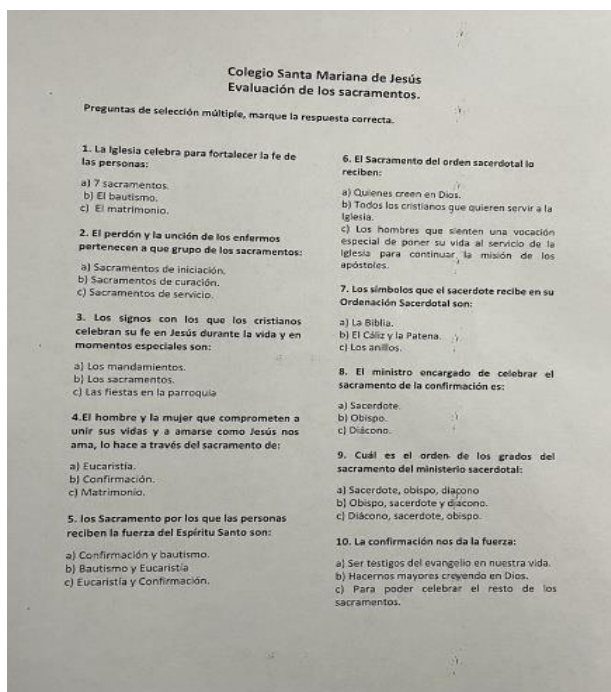 Colegio Santa Mariana de Jesús
Evaluación de los sacramentos.
Preguntas de selección múltiple, marque la respuesta correcta.
1. La Iglesia celebra para fortalecer la fe de
las personas:
a) 7 sacramentos.
b) El bautismo.
c) El matrimonio.
2. El perdón y la unción de los enfermos
pertenecen a que grupo de los sacramentos:
a) Sacramentos de iniciación.
b) Sacramentos de curación.
c) Sacramentos de servicio.
3. Los signos con los que los cristianos
celebran su fe en Jesús durante la vida y en
momentos especiales son:
a) Los mandamientos.
b) Los sacramentos.
c) Las fiestas en la parroquia
4.El hombre y la mujer que comprometen a
unir sus vidas y a amarse como Jesús nos
ama, lo hace a través del sacramento de:
a) Eucaristía.
b) Confirmación.
c) Matrimonio.
5. los Sacramento por los que las personas
reciben la fuerza del Espíritu Santo son:
a) Confirmación y bautismo.
b) Bautismo y Eucaristía
c) Eucaristía y Confirmación.
6. El Sacramento del orden sacerdotal lo
reciben:
a) Quienes creen en Dios.
b) Todos los cristianos que quieren servir a la
Iglesia.
c) Los hombres que sienten una vocación
especial de poner su vida al servicio de la
Iglesia para continuar la misión de los
apóstoles.
7. Los símbolos que el sacerdote recibe en su
Ordenación Sacerdotal son:
a) La Biblia.
b) El Cáliz y la Patena.
c) Los anillos.
8. El ministro encargado de celebrar el
sacramento de la confirmación es:
a) Sacerdote.
b) Obispo.
c) Diácono.
9. Cuál es el orden de los grados del
sacramento del ministerio sacerdotal:
a) Sacerdote, obispo, diapono
b) Obispo, sacerdote y diácono.
c) Diácono, sacerdote, obispo.
10. La confirmación nos da la fuerza:
a) Ser testigos del evangelio en nuestra vida.
b) Hacernos mayores creyendo en Dios.
c) Para poder celebrar el resto de los
sacramentos.